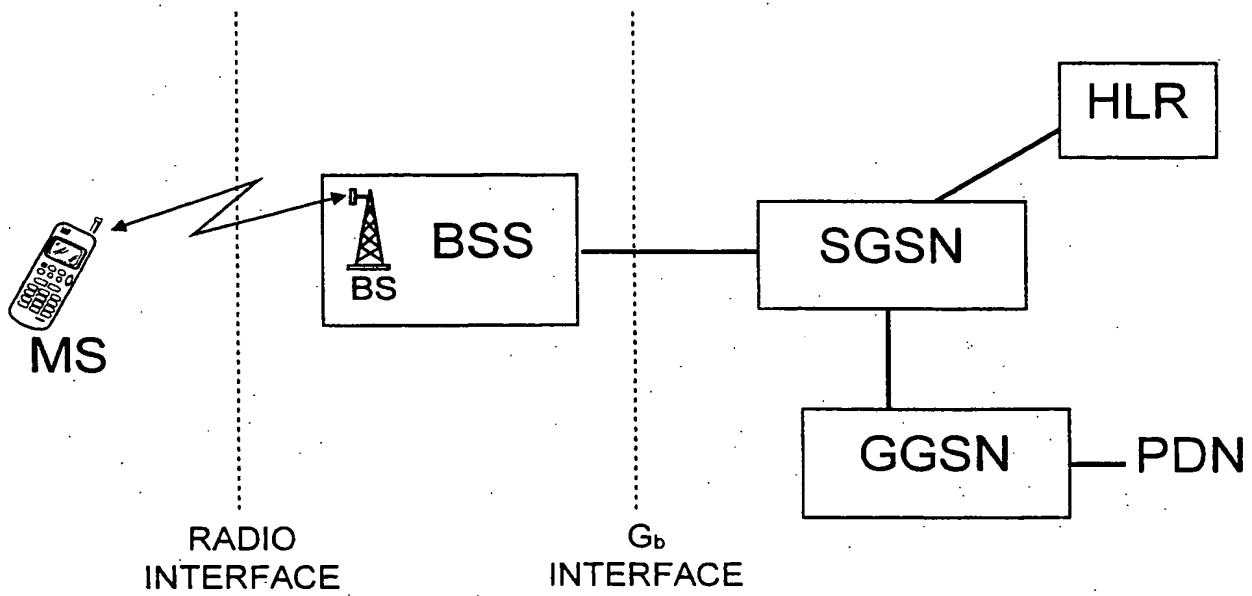 HLR
BSS
SGSN
BS
MS
GGSN
PDN
RADIO
INTERFACE
Gb
INTERFACE